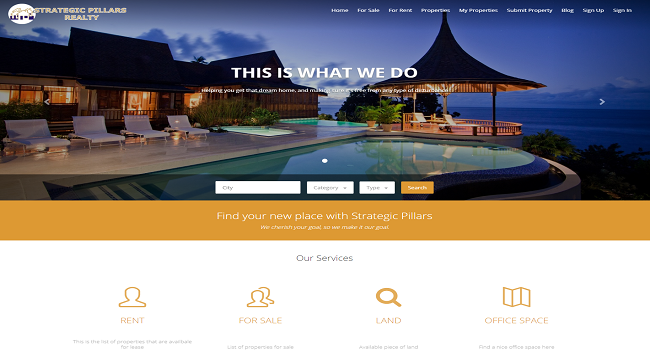 STRATEGIC PILLARS
REALTY
Home For Sale For Rent Properties My Properties Submit Property Blog Sign Up Sign In
THIS IS WHAT WE DO
Helping you get that dream home, and making sure it's free from any type of disturbance
City Category Type Search
Find your new place with Strategic Pillars
We cherish your goal, so we make it our goal.
Our Services
RENT FOR SALE LAND OFFICE SPACE
This is the list of properties that are available
for lease List of properties for sale Available piece of land Find a nice office space here